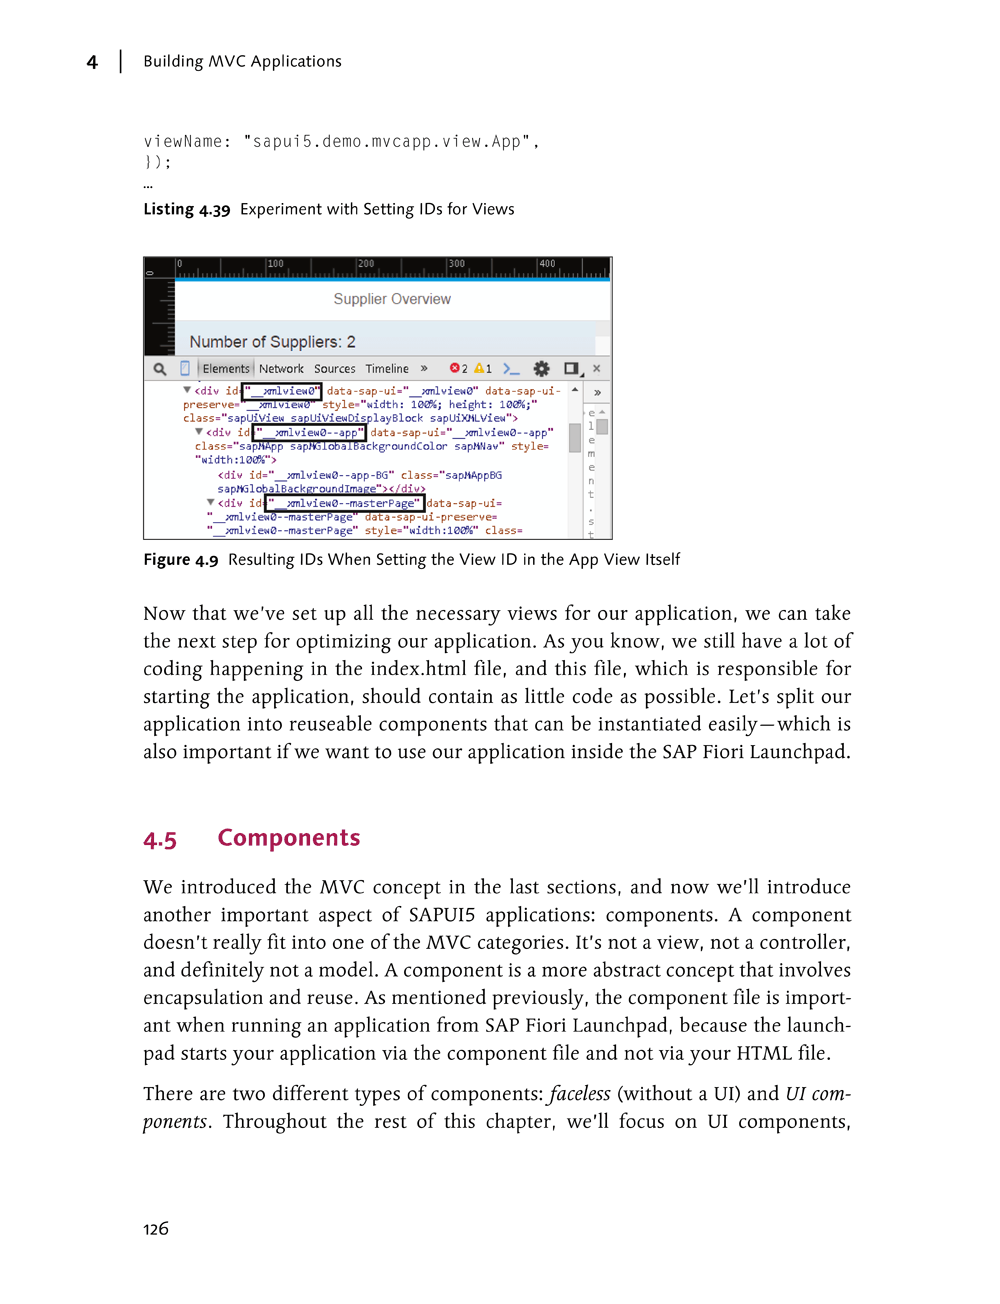 4 Building MVC Applications
viewName: "sapui5.demo.mvcapp.view.App",
});
…
Listing 4.39 Experiment with Setting IDs for Views
0 0 100 200 300 400
Supplier Overview
Number of Suppliers: 2
Elements Network Sources Timeline » 2 1 ×
▼<div id="__xmlview0" data-sap-ui="__xmlview0" data-sap-ui-
preserve="__xmlview0" style="width: 100%; height: 100%;"
class="sapUiView sapUiViewDisplayBlock sapUiXMLView">
▼<div id="__xmlview0--app" data-sap-ui="__xmlview0--app"
class="sapMApp sapMGlobalBackgroundColor sapMNav" style=
"width:100%">
<div id="__xmlview0--app-BG" class="sapMAppBG
sapMGlobalBackgroundImage"></div>
▼<div id="__xmlview0--masterPage" data-sap-ui=
"__xmlview0--masterPage" data-sap-ui-preserve=
"__xmlview0--masterPage" style="width:100%" class=
»
e
l
e
m
e
n
t
.
s
t
Figure 4.9 Resulting IDs When Setting the View ID in the App View Itself
Now that we've set up all the necessary views for our application, we can take
the next step for optimizing our application. As you know, we still have a lot of
coding happening in the index.html file, and this file, which is responsible for
starting the application, should contain as little code as possible. Let's split our
application into reuseable components that can be instantiated easily—which is
also important if we want to use our application inside the SAP Fiori Launchpad.
4.5 Components
We introduced the MVC concept in the last sections, and now we'll introduce
another important aspect of SAPUI5 applications: components. A component
doesn't really fit into one of the MVC categories. It's not a view, not a controller,
and definitely not a model. A component is a more abstract concept that involves
encapsulation and reuse. As mentioned previously, the component file is import-
ant when running an application from SAP Fiori Launchpad, because the launch-
pad starts your application via the component file and not via your HTML file.
There are two different types of components: faceless (without a UI) and UI com-
ponents. Throughout the rest of this chapter, we'll focus on UI components,
126